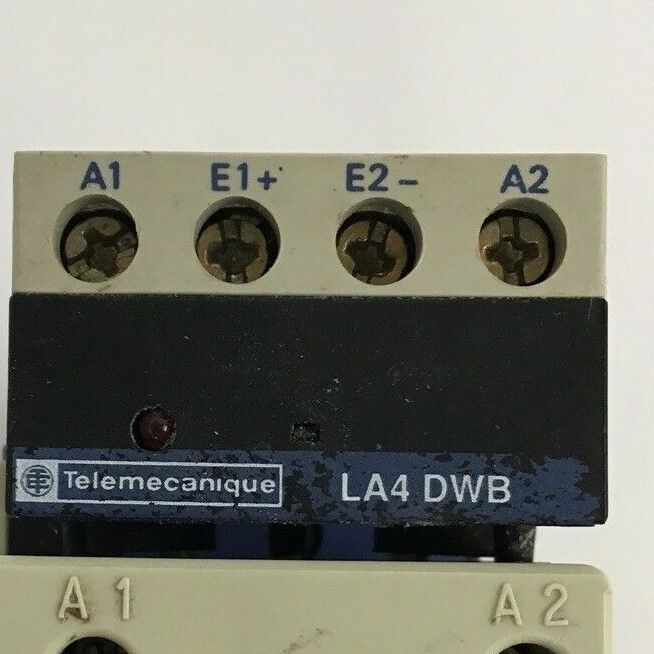 A1 E1+ E2- A2
Telemecanique LA4 DWB
A1 A2